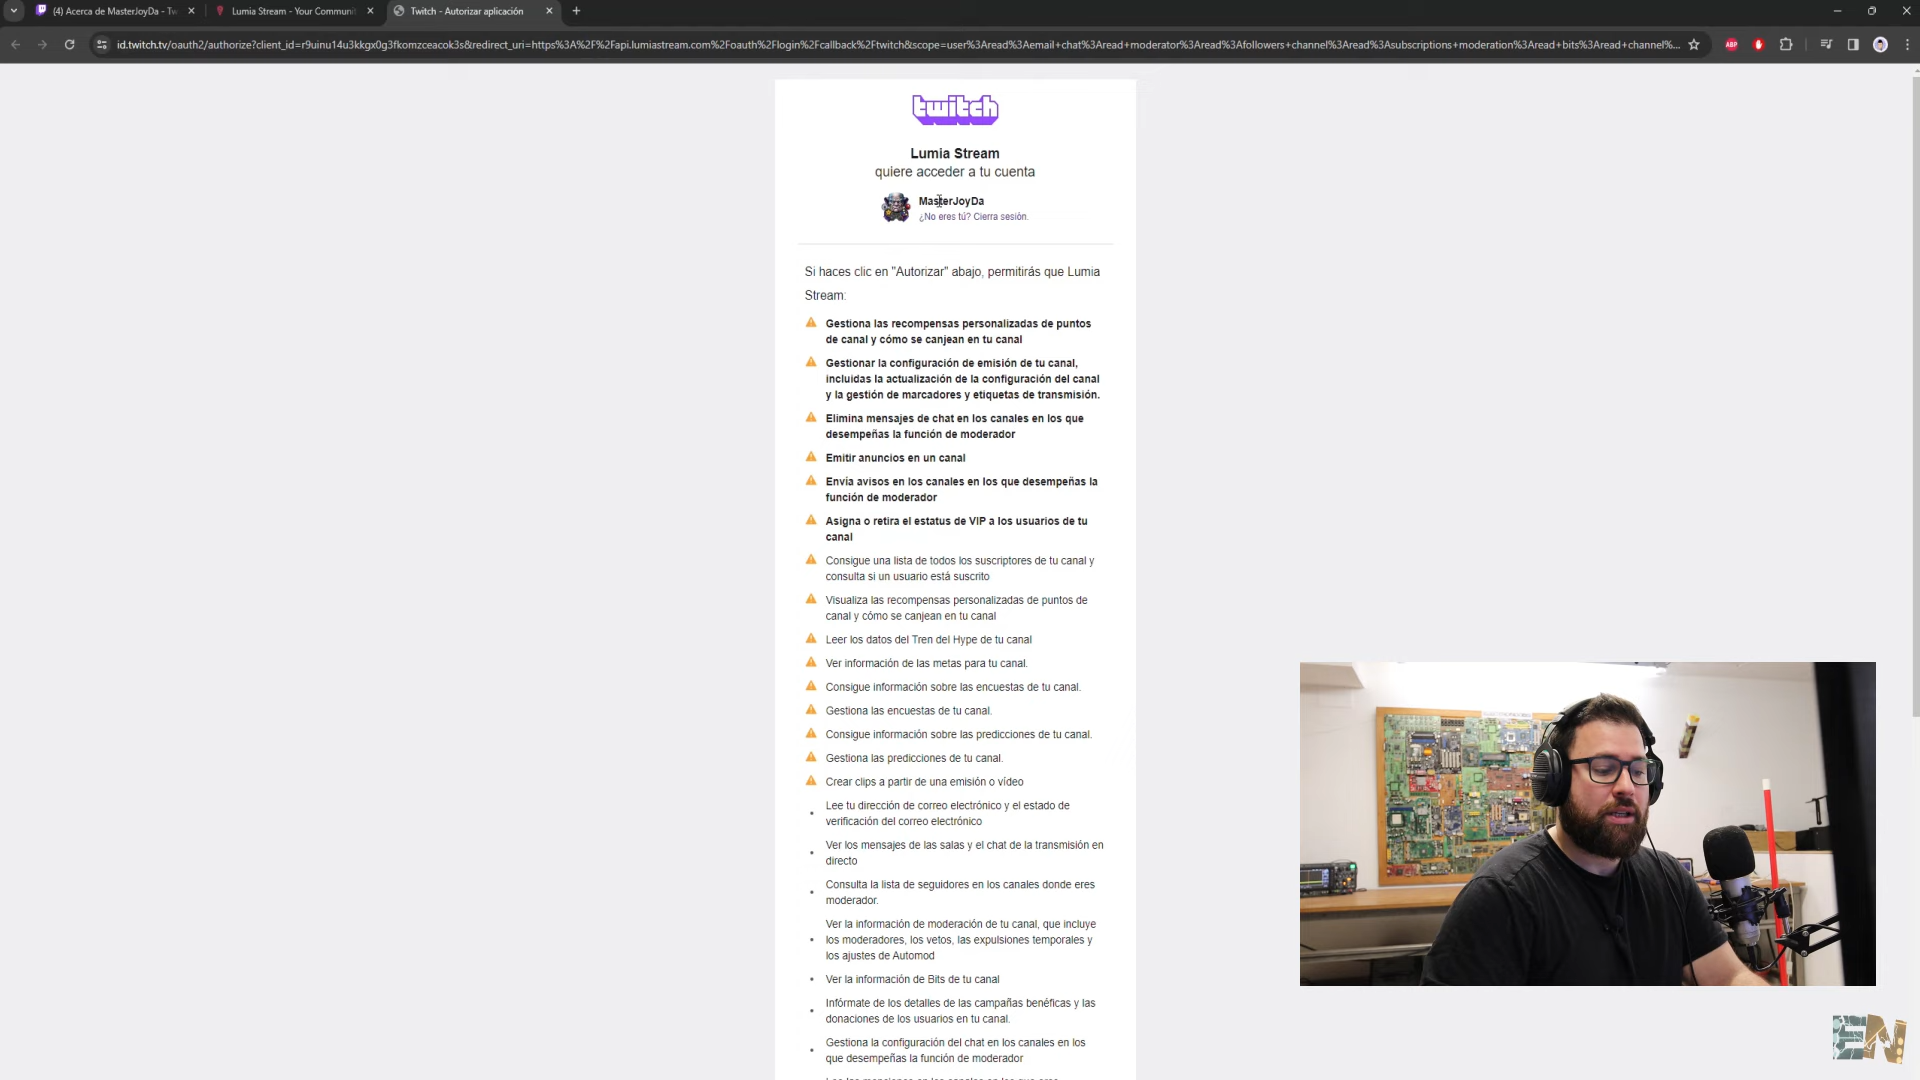 (4) Acerca de MasterJoyDa - Tw
Lumia Stream - Your Communi
Twitch - Autorizar aplicación
id.twitch.tv/oauth2/authorize?client_id=r9uinu14u3kkgx0g3fkomzceacok3s&redirect_uri=https%3A%2F%2Fapi.lumiastream.com%2Foauth%2Flogin%2Fcallback%2Ftwitch&scope=user%3Aread%3Aemail+chat%3Aread+moderator%3Aread%3Afollowers+channel%3Aread%3Asubscriptions+moderation%3Aread+bits%3Aread+channel%...
ABP
twitch
Lumia Stream
quiere acceder a tu cuenta
MasterJoyDa
¿No eres tú? Cierra sesión.
Si haces clic en "Autorizar" abajo, permitirás que Lumia
Stream:
Gestiona las recompensas personalizadas de puntos
de canal y cómo se canjean en tu canal
Gestionar la configuración de emisión de tu canal,
incluidas la actualización de la configuración del canal
y la gestión de marcadores y etiquetas de transmisión.
Elimina mensajes de chat en los canales en los que
desempeñas la función de moderador
Emitir anuncios en un canal
Envía avisos en los canales en los que desempeñas la
función de moderador
Asigna o retira el estatus de VIP a los usuarios de tu
canal
Consigue una lista de todos los suscriptores de tu canal y
consulta si un usuario está suscrito
Visualiza las recompensas personalizadas de puntos de
canal y cómo se canjean en tu canal
Leer los datos del Tren del Hype de tu canal
Ver información de las metas para tu canal.
Consigue información sobre las encuestas de tu canal.
Gestiona las encuestas de tu canal.
Consigue información sobre las predicciones de tu canal.
Gestiona las predicciones de tu canal.
Crear clips a partir de una emisión o vídeo
Lee tu dirección de correo electrónico y el estado de
verificación del correo electrónico
Ver los mensajes de las salas y el chat de la transmisión en
directo
Consulta la lista de seguidores en los canales donde eres
moderador.
Ver la información de moderación de tu canal, que incluye
los moderadores, los vetos, las expulsiones temporales y
los ajustes de Automod
Ver la información de Bits de tu canal
Infórmate de los detalles de las campañas benéficas y las
donaciones de los usuarios en tu canal.
Gestiona la configuración del chat en los canales en los
que desempeñas la función de moderador
EN